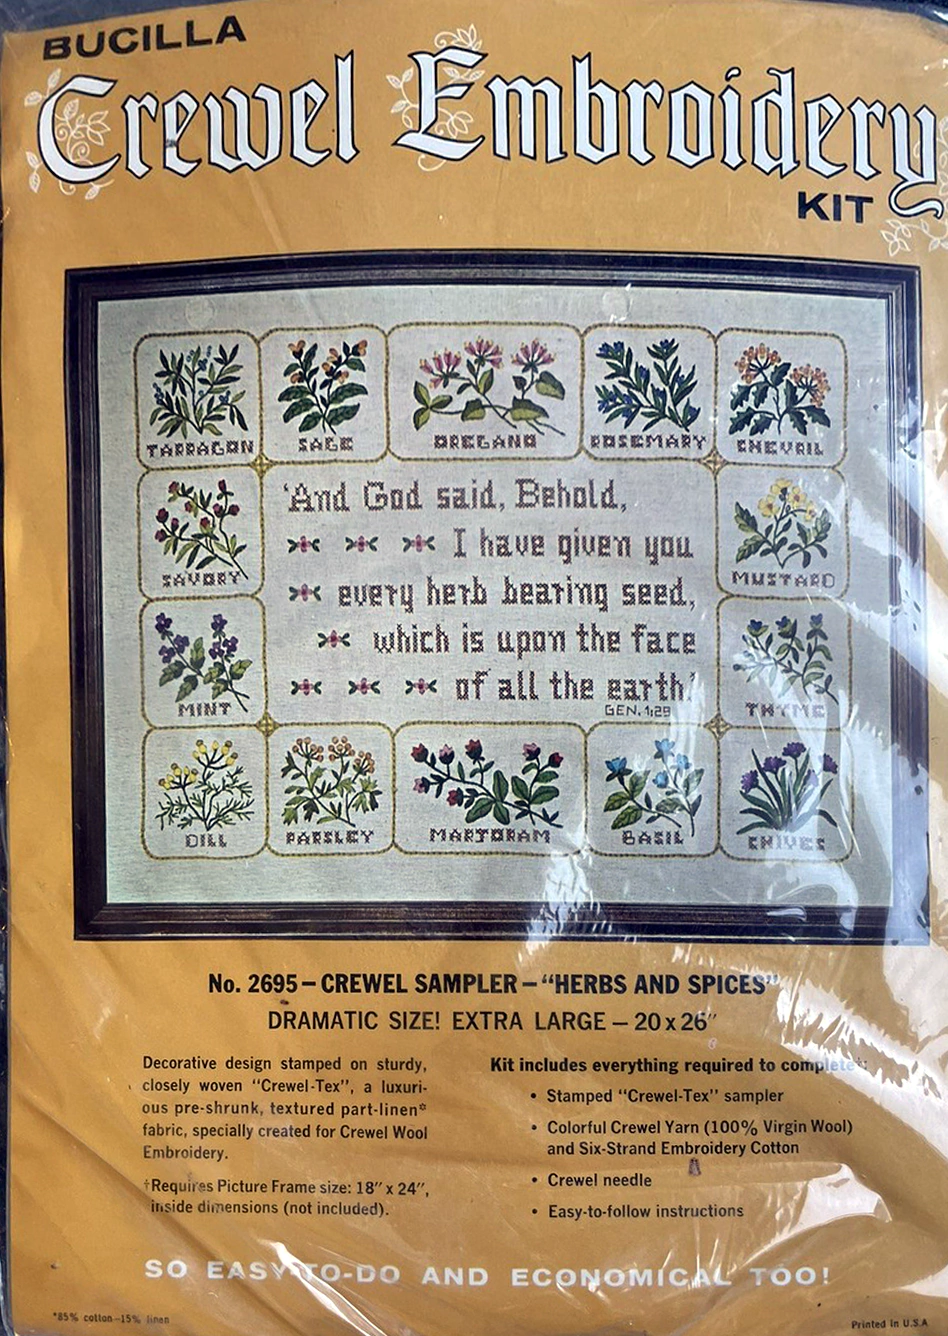 BUCILLA
Crewel Embroidery
KIT
TARRAGON SAGE OREGANO ROSEMARY CHEVRIL
'And God said, Behold,
I have given you
every herb bearing seed,
which is upon the face
of all the earth'
GEN. 1:29
SAVORY MUSTARD
MINT THYME
DILL PARSLEY MARJORAM BASIL CHIVES
No. 2695 – CREWEL SAMPLER – “HERBS AND SPICES”
DRAMATIC SIZE! EXTRA LARGE – 20 x 26″
Decorative design stamped on sturdy,
closely woven “Crewel-Tex”, a luxuri-
ous pre-shrunk, textured part-linen*
fabric, specially created for Crewel Wool
Embroidery.
†Requires Picture Frame size: 18″ x 24″,
inside dimensions (not included).
Kit includes everything required to complete†:
• Stamped “Crewel-Tex” sampler
• Colorful Crewel Yarn (100% Virgin Wool)
and Six-Strand Embroidery Cotton
• Crewel needle
• Easy-to-follow instructions
SO EASY-TO-DO AND ECONOMICAL TOO!
*85% cotton–15% linen
Printed in U.S.A